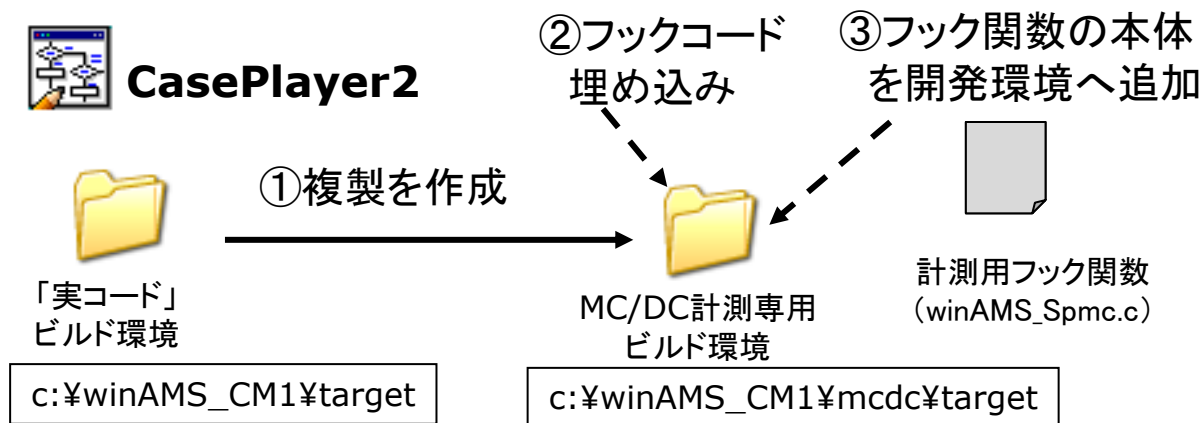 CasePlayer2
②フックコード
埋め込み
③フック関数の本体
を開発環境へ追加
①複製を作成
「実コード」
ビルド環境
MC/DC計測専用
ビルド環境
計測用フック関数
(winAMS_Spmc.c)
c:¥winAMS_CM1¥target
c:¥winAMS_CM1¥mcdc¥target